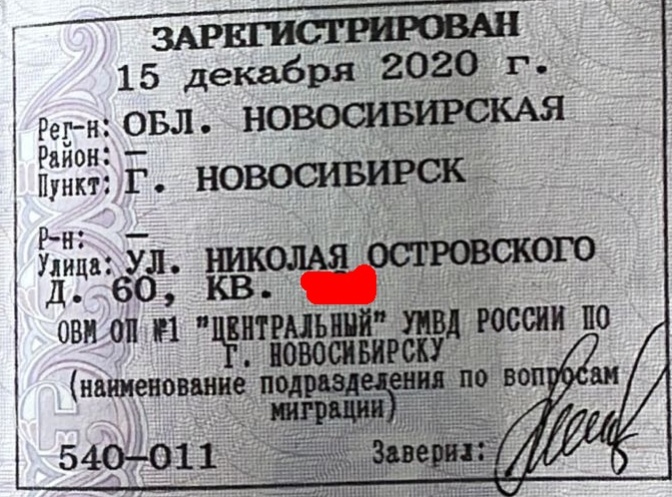 ЗАРЕГИСТРИРОВАН
15 декабря 2020 г.
Рег-н: ОБЛ. НОВОСИБИРСКАЯ
Район: —
Пункт: Г. НОВОСИБИРСК
Р-н: —
Улица: УЛ. НИКОЛАЯ ОСТРОВСКОГО
Д. 60, КВ.
ОВМ ОП №1 "ЦЕНТРАЛЬНЫЙ" УМВД РОССИИ ПО
Г. НОВОСИБИРСКУ
(наименование подразделения по вопросам
миграции)
540-011 Заверил: